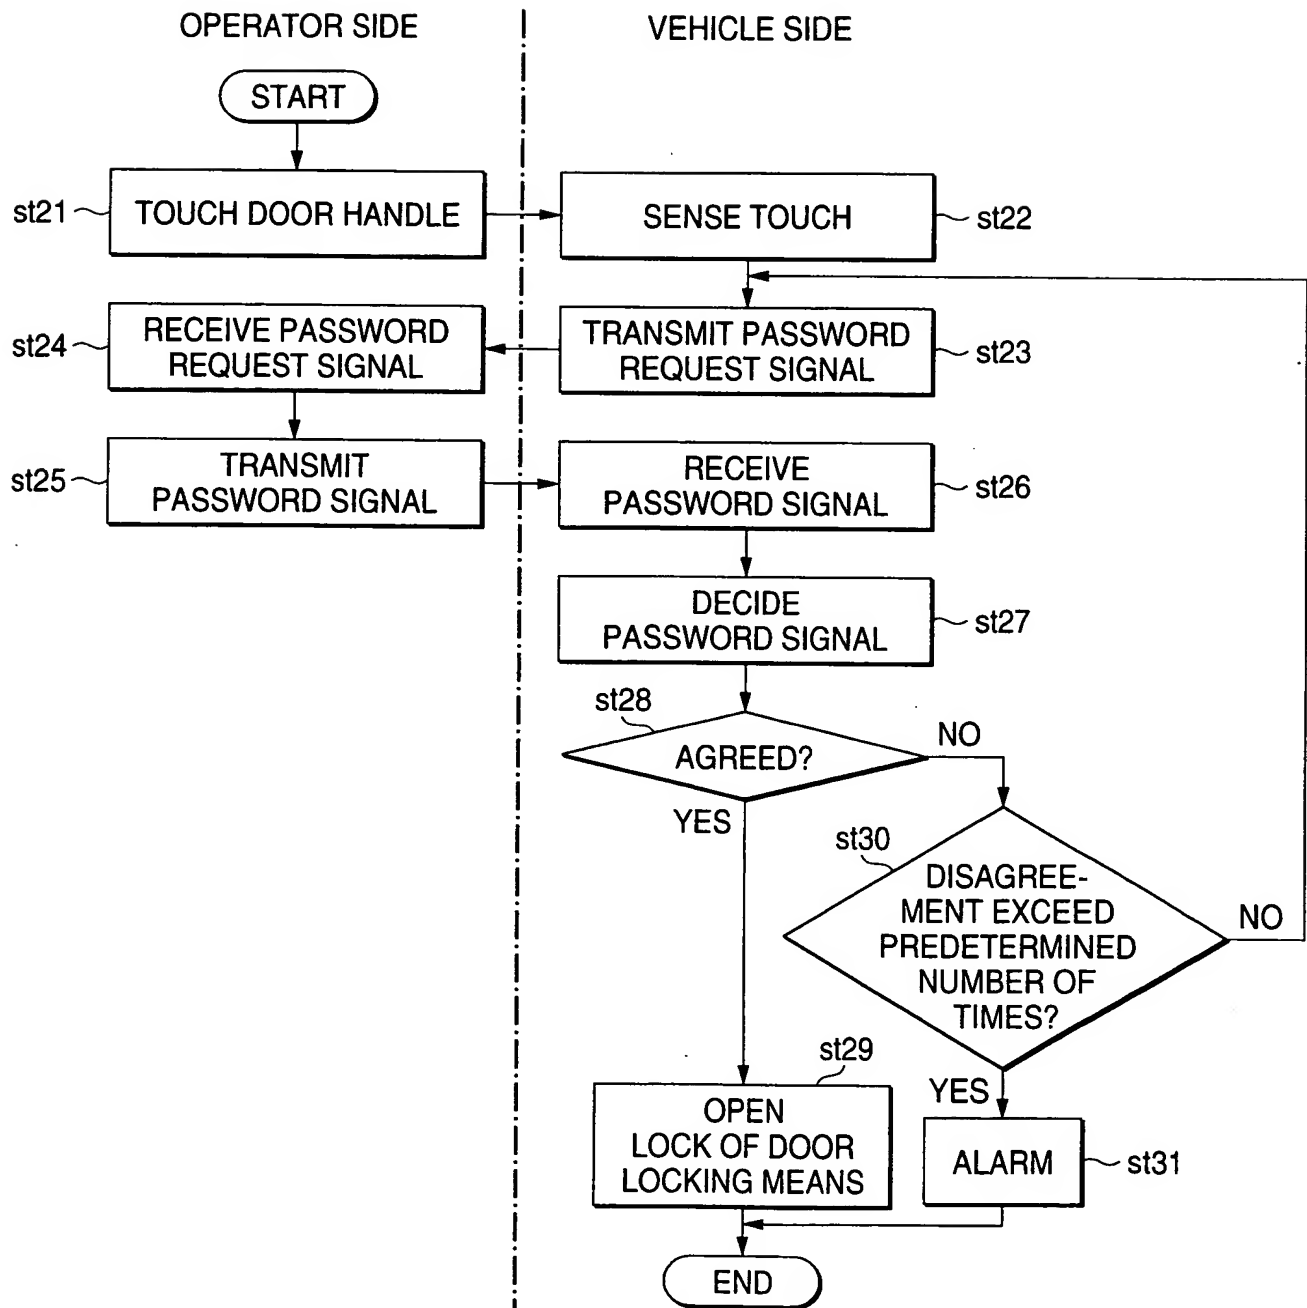 OPERATOR SIDE
VEHICLE SIDE
START
st21
TOUCH DOOR HANDLE
SENSE TOUCH
st22
st24
RECEIVE PASSWORD
REQUEST SIGNAL
TRANSMIT PASSWORD
REQUEST SIGNAL
st23
st25
TRANSMIT
PASSWORD SIGNAL
RECEIVE
PASSWORD SIGNAL
st26
DECIDE
PASSWORD SIGNAL
st27
st28
AGREED?
NO
YES
st30
DISAGREE-
MENT EXCEED
PREDETERMINED
NUMBER OF
TIMES?
NO
st29
YES
OPEN
LOCK OF DOOR
LOCKING MEANS
ALARM
st31
END